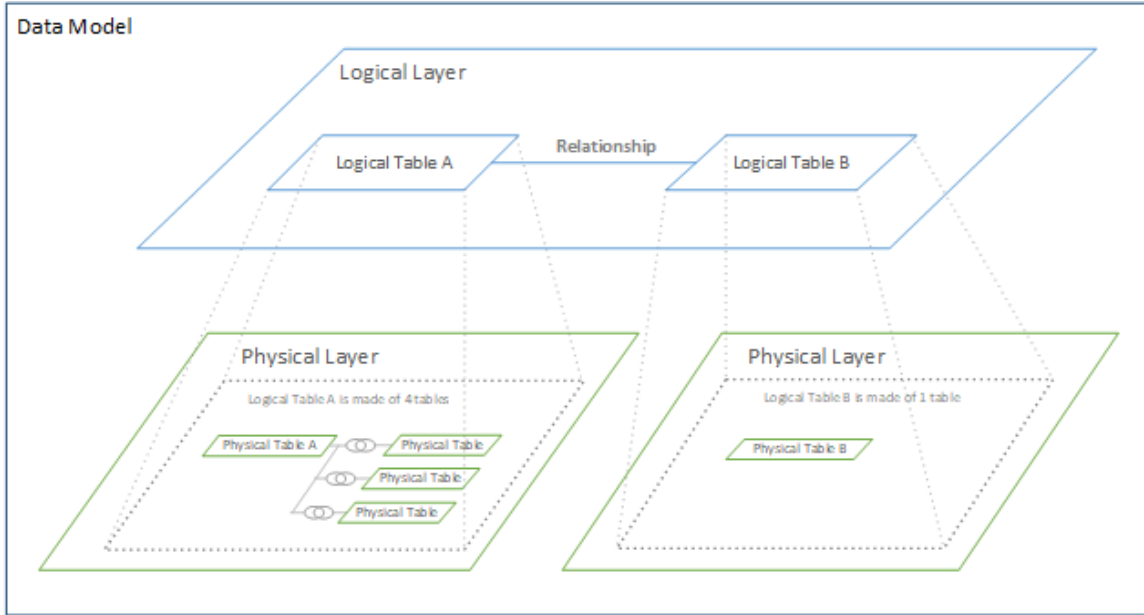 Data Model
Logical Layer
Logical Table A
Relationship
Logical Table B
Physical Layer
Logical Table A is made of 4 tables
Physical Table A
Physical Table
Physical Table
Physical Table
Physical Layer
Logical Table B is made of 1 table
Physical Table B